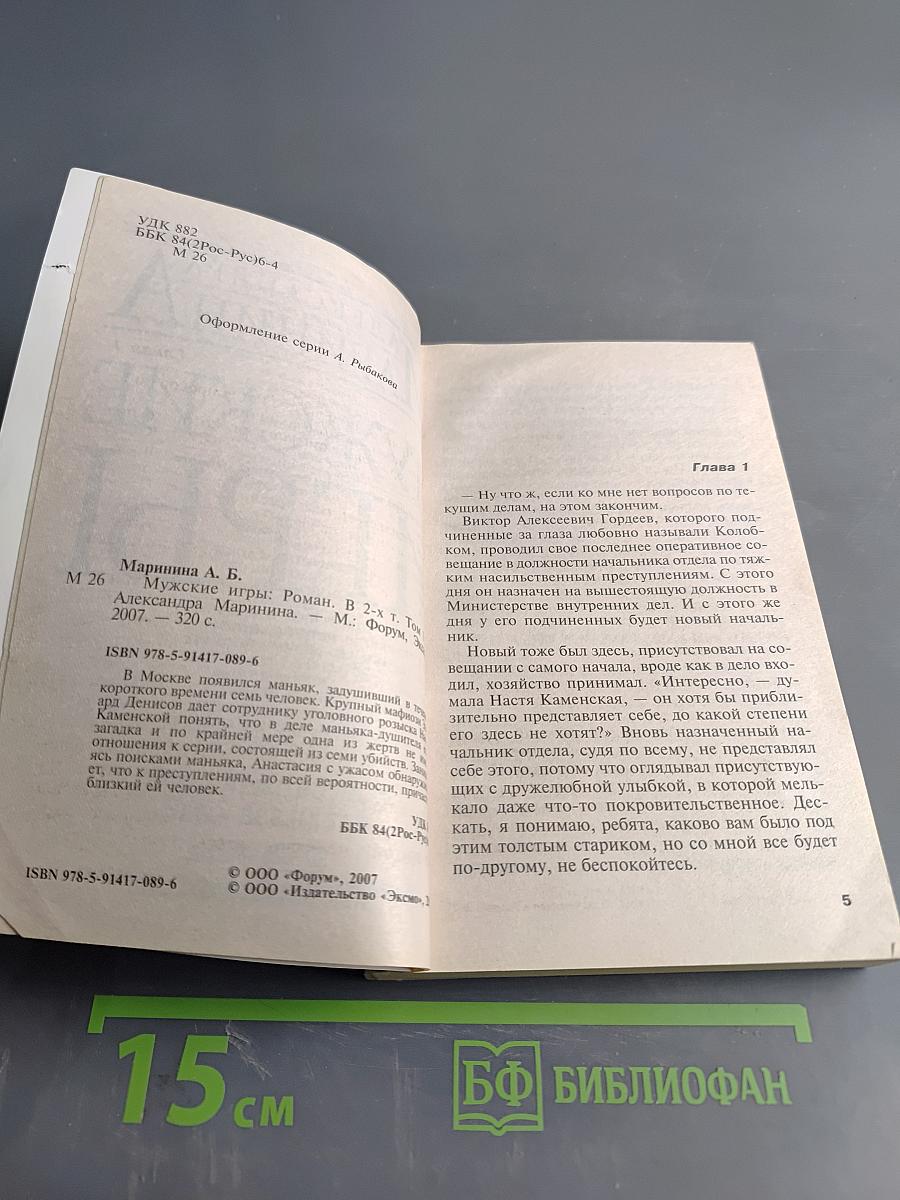 УДК 882
ББК 84(2Рос-Рус)6-4
М 26
Оформление серии А. Рыбакова
Маринина А. Б.
М 26 Мужские игры: Роман. В 2-х т. Том
Александра Маринина. — М.: Форум,
2007. — 320 с.
ISBN 978-5-91417-089-6
В Москве появился маньяк, задушивший в
короткого времени семь человек. Крупный мафиози
ард Денисов дает сотруднику уголовного розыска
Каменской понять, что в деле маньяка-душителя
загадка и по крайней мере одна из жертв не
отношения к серии, состоящей из семи убийств.
ясь поисками маньяка, Анастасия с ужасом
ет, что к преступлениям, по всей вероятности,
близкий ей человек.
ББК 84(2Рос-Рус
ISBN 978-5-91417-089-6
© ООО «Форум», 2007
© ООО «Издательство «Эксмо»,
Глава 1
— Ну что ж, если ко мне нет вопросов по те-
кущим делам, на этом закончим.
Виктор Алексеевич Гордеев, которого под-
чиненные за глаза любовно называли Колоб-
ком, проводил свое последнее оперативное со-
вещание в должности начальника отдела по тяж-
ким насильственным преступлениям. С этого
дня он назначен на вышестоящую должность в
Министерстве внутренних дел. И с этого же
дня у его подчиненных будет новый началь-
ник.
Новый тоже был здесь, присутствовал на со-
вещании с самого начала, вроде как в дело вхо-
дил, хозяйство принимал. «Интересно, — ду-
мала Настя Каменская, — он хотя бы прибли-
зительно представляет себе, до какой степени
его здесь не хотят?» Вновь назначенный на-
чальник отдела, судя по всему, не представлял
себе этого, потому что оглядывал присутствую-
щих с дружелюбной улыбкой, в которой мель-
кало даже что-то покровительственное. Дес-
кать, я понимаю, ребята, каково вам было под
этим толстым стариком, но со мной все будет
по-другому, не беспокойтесь.
5
15 см
БФ БИБЛИОФАН